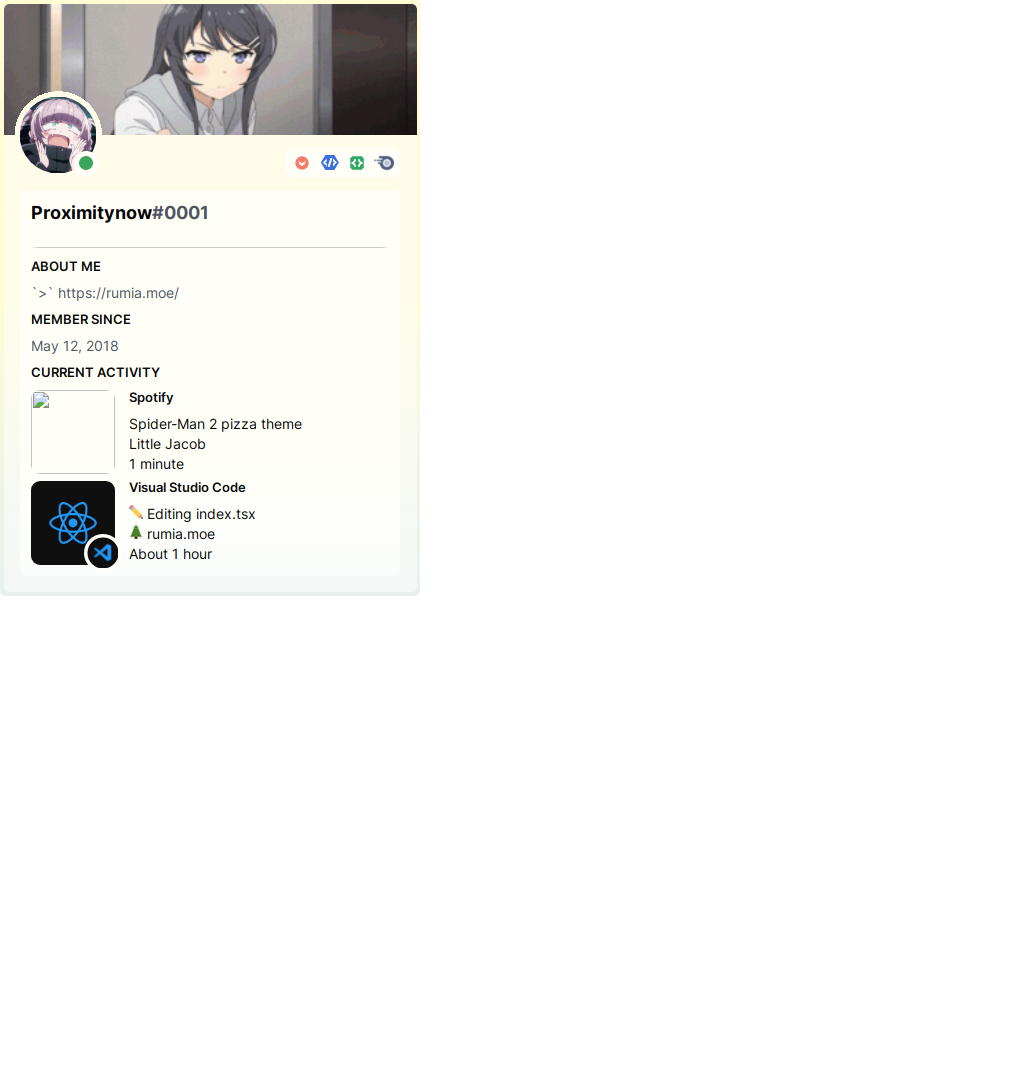 Proximitynow#0001
ABOUT ME
`>` https://rumia.moe/
MEMBER SINCE
May 12, 2018
CURRENT ACTIVITY
Spotify
Spider-Man 2 pizza theme
Little Jacob
1 minute
Visual Studio Code
✏️ Editing index.tsx
🌲 rumia.moe
About 1 hour